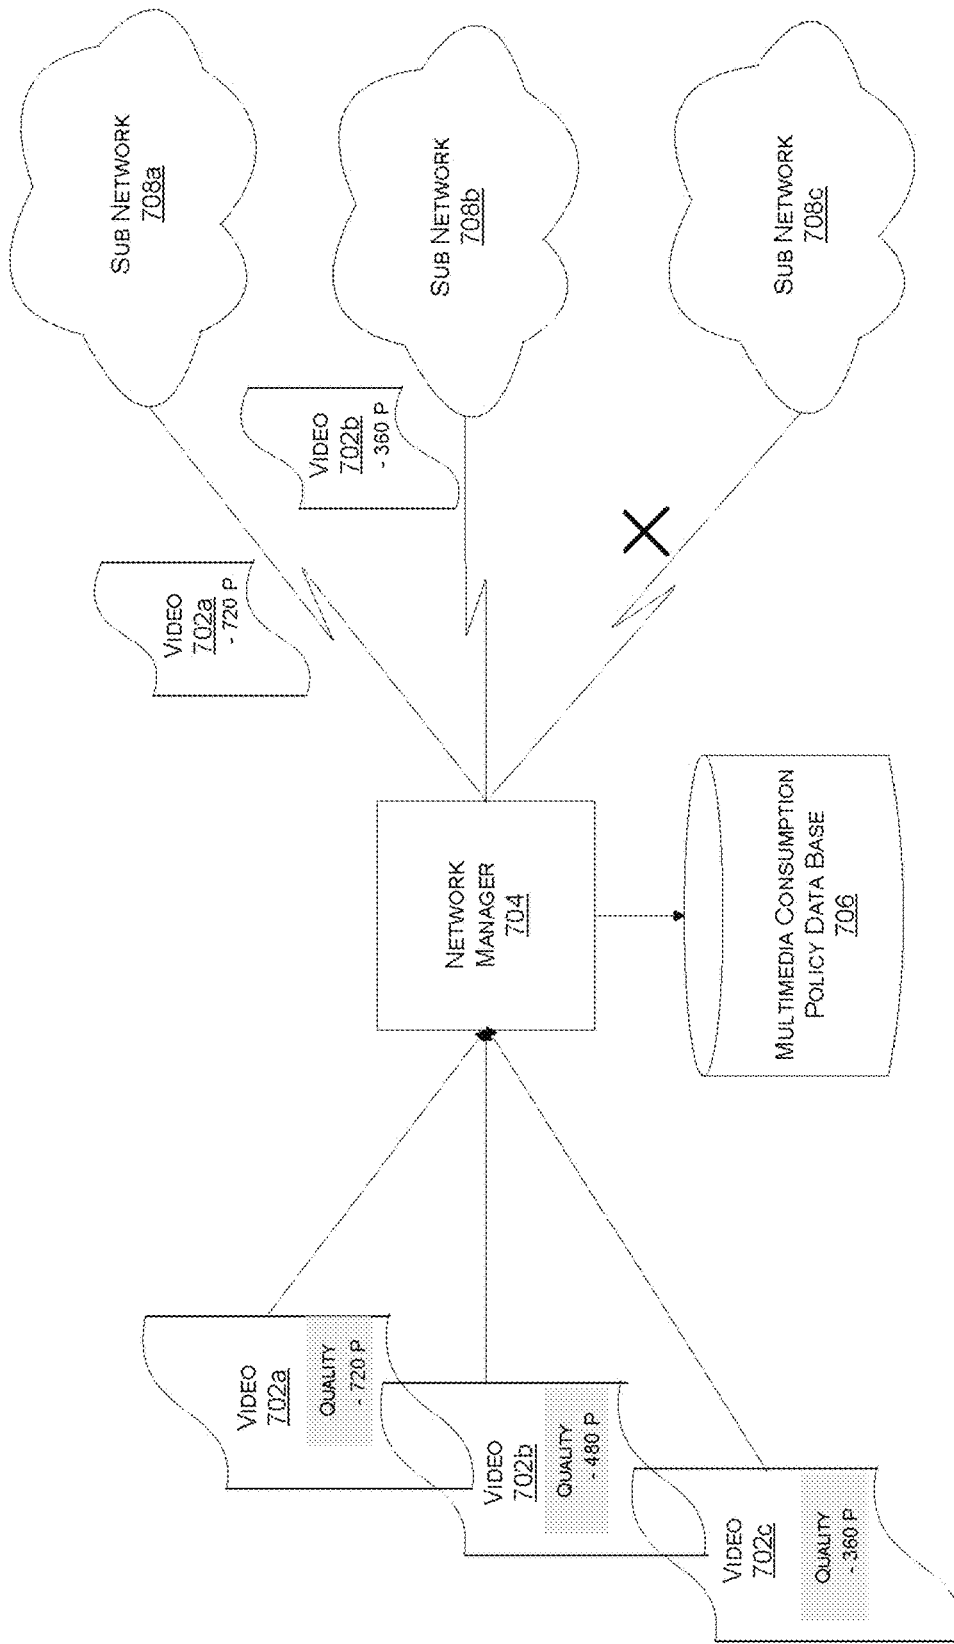 VIDEO
702a
QUALITY
- 720 P
VIDEO
702b
QUALITY
- 480 P
VIDEO
702c
QUALITY
- 360 P
NETWORK
MANAGER
704
MULTIMEDIA CONSUMPTION
POLICY DATA BASE
706
VIDEO
702a
- 720 P
VIDEO
702b
- 360 P
SUB NETWORK
708a
SUB NETWORK
708b
SUB NETWORK
708c